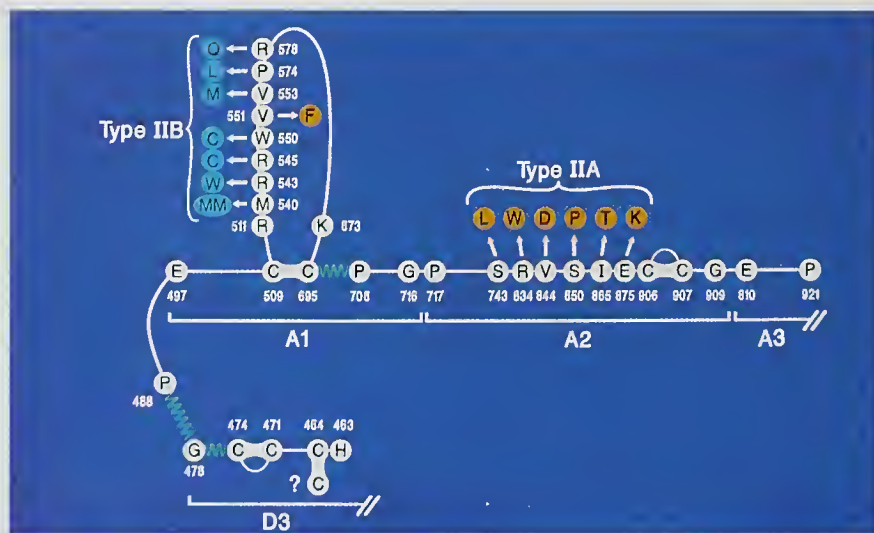 Q R 578
L P 574
M V 553
551 V F
Type IIB
C W 550
C R 545
W R 543
MM M 540
511 R K 673
Type IIA
L W D P T K
E C C P G P S R V S I E C C G E P
497 509 695 708 716 717 743 834 844 850 865 875 906 907 909 910 921
A1 A2 A3
P
488
474 471 464 463
G C C C H
478 ? C
D3